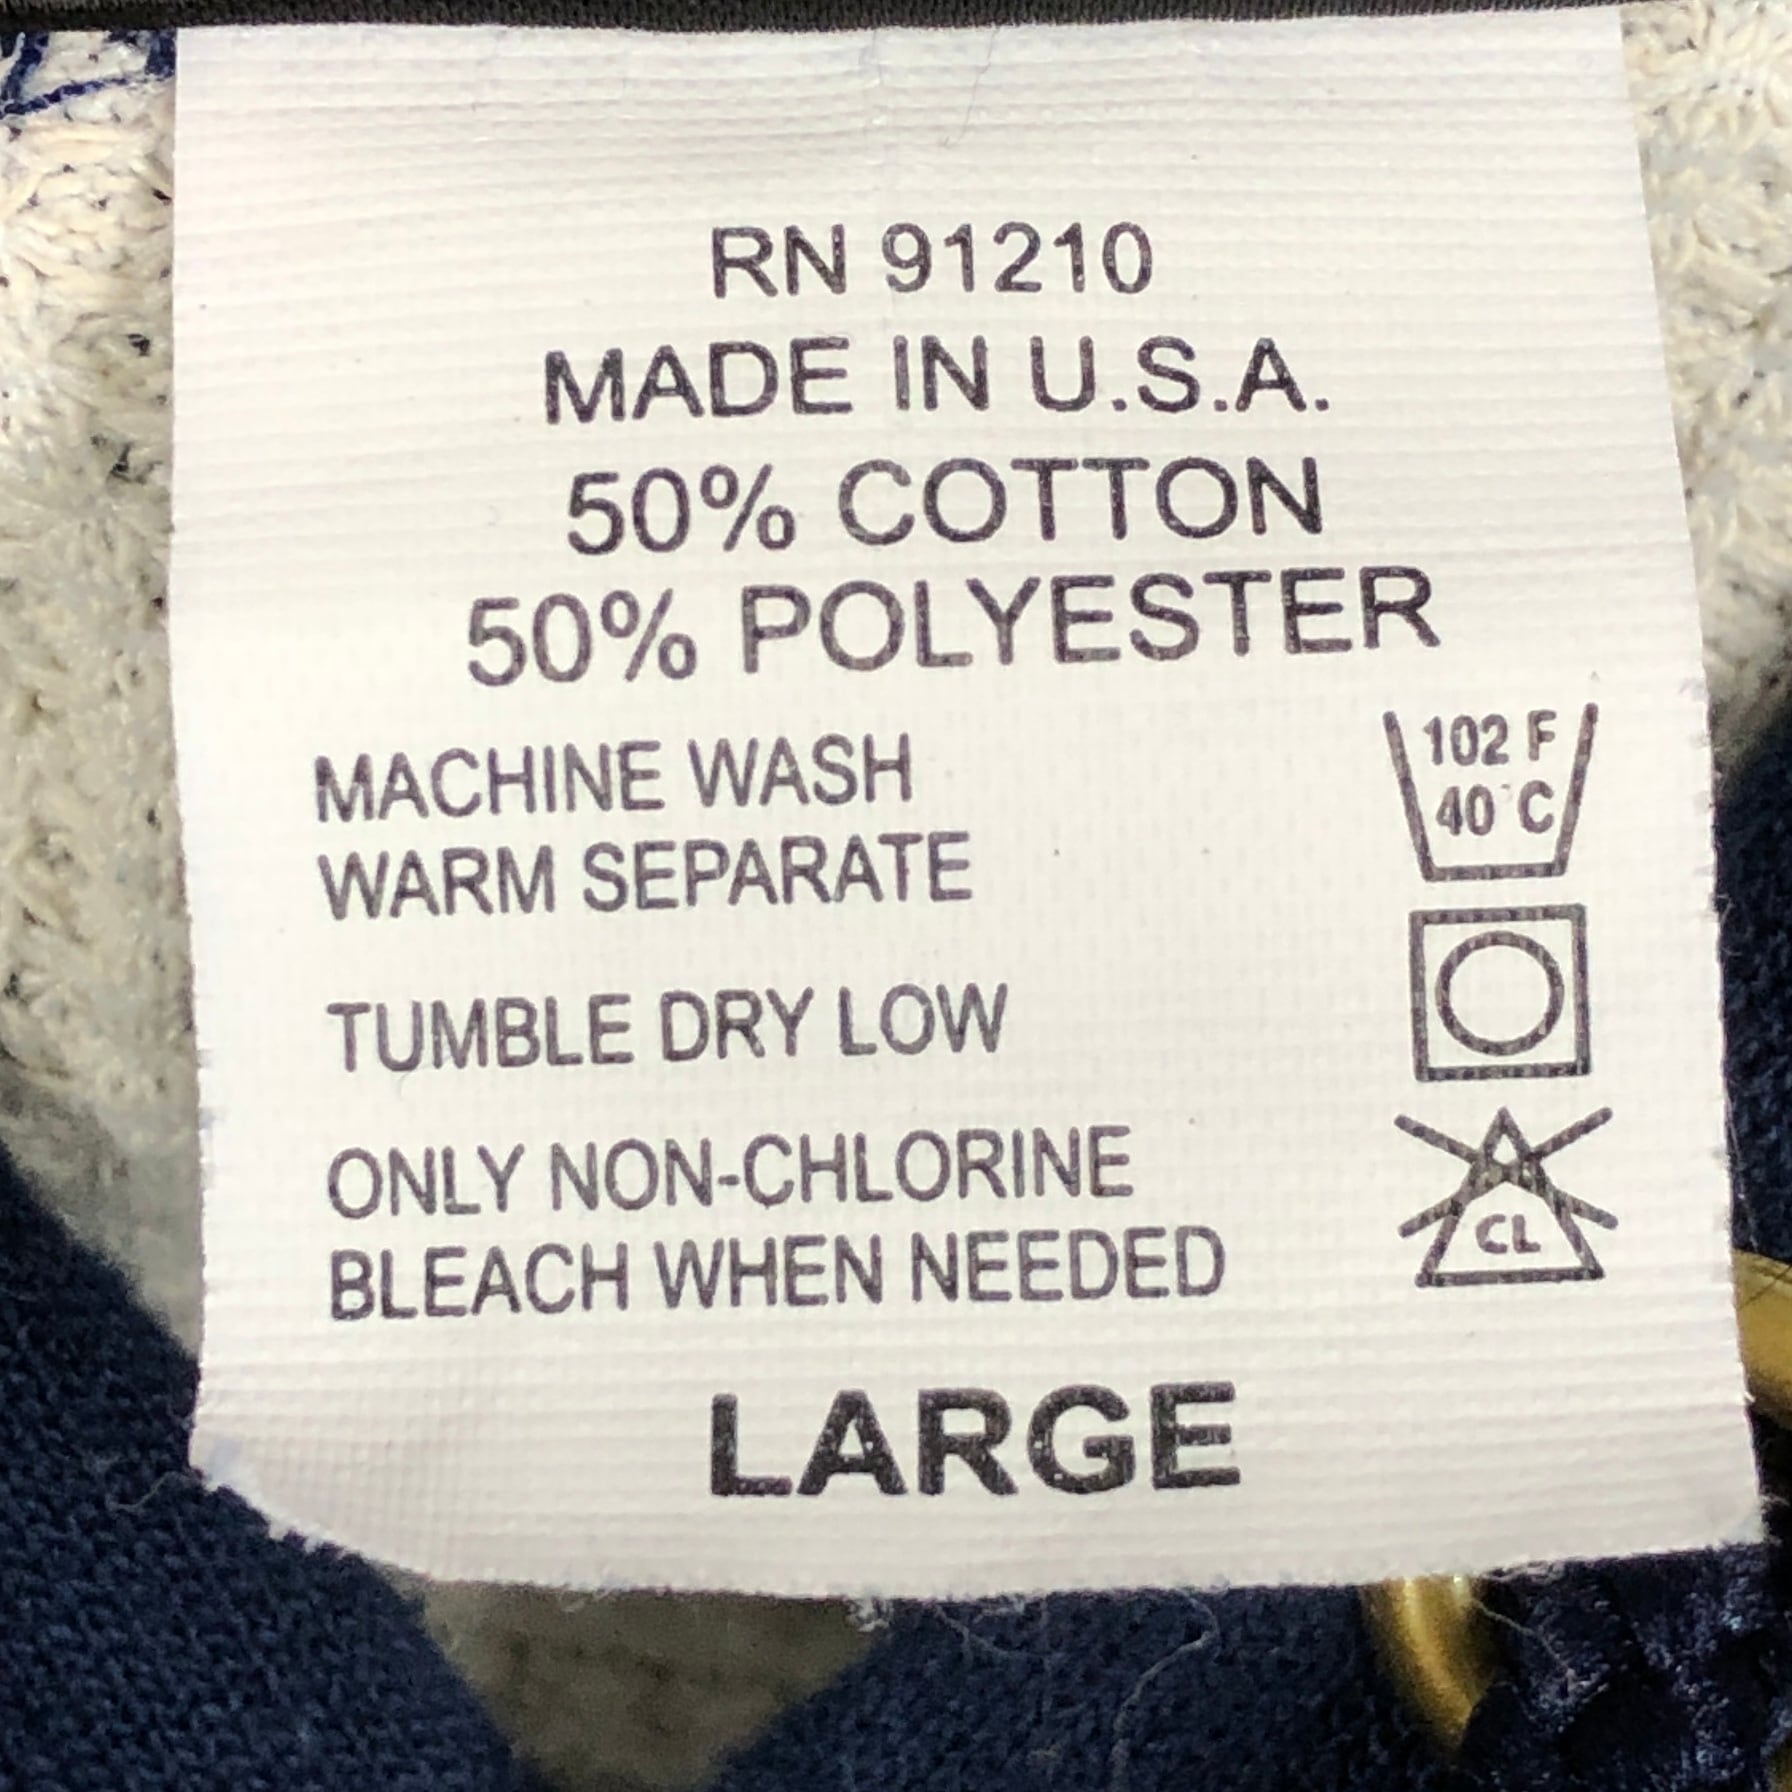 RN 91210
MADE IN U.S.A.
50% COTTON
50% POLYESTER
MACHINE WASH
WARM SEPARATE
102 F
40°C
TUMBLE DRY LOW
ONLY NON-CHLORINE
BLEACH WHEN NEEDED
CL
LARGE